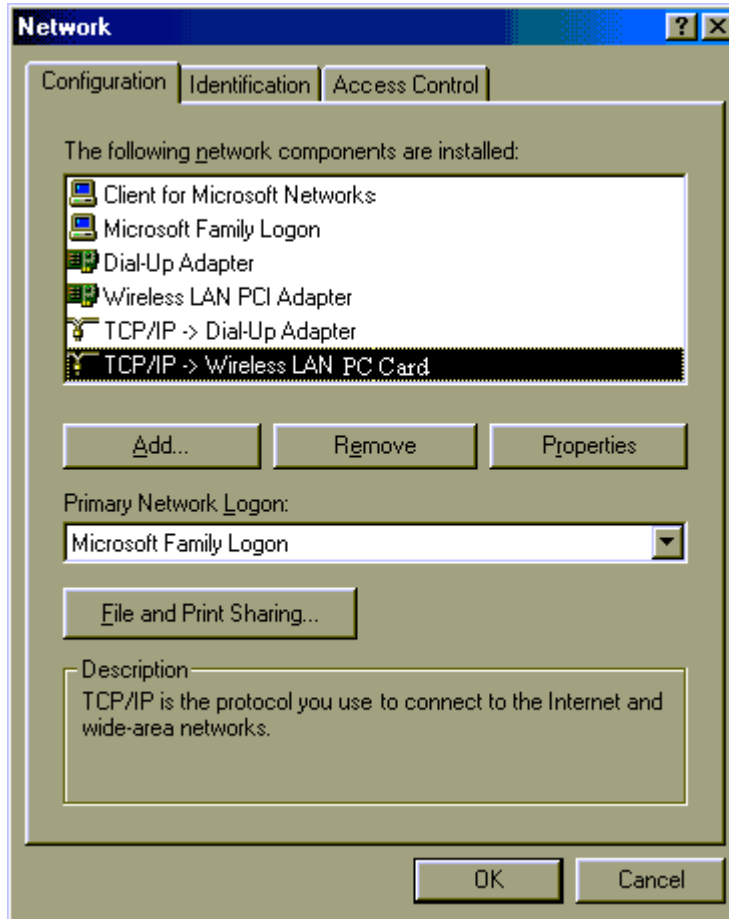 Network
Configuration Identification Access Control
The following network components are installed:
Client for Microsoft Networks
Microsoft Family Logon
Dial-Up Adapter
Wireless LAN PCI Adapter
TCP/IP -> Dial-Up Adapter
TCP/IP -> Wireless LAN PC Card
Add... Remove Properties
Primary Network Logon:
Microsoft Family Logon
File and Print Sharing...
Description
TCP/IP is the protocol you use to connect to the Internet and
wide-area networks.
OK Cancel